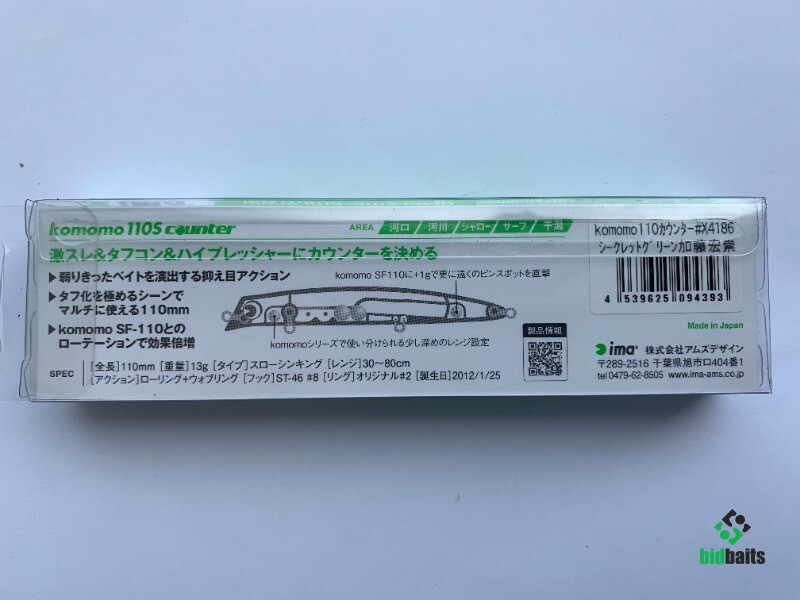 komomo 110S counter
AREA 河口 河川 シャロー サーフ 干潟
激スレ&タフコン&ハイプレッシャーにカウンターを決める
▶弱りきったベイトを演出する抑え目アクション
▶タフ化を極めるシーンで
マルチに使える110mm
▶komomo SF-110との
ローテーションで効果倍増
komomo SF110に+1gで更に遠くのピンスポットを直撃
komomoシリーズで使い分けられる少し深めのレンジ設定
SPEC
[全長]110mm [重量]13g [タイプ]スローシンキング [レンジ]30〜80cm
[アクション]ローリング+ウォブリング [フック]ST-46 #8 [リング]オリジナル#2 [誕生日]2012/1/25
製品情報
komomo110カウンター#X4186
シークレットグリーンカロ藤宏策
4 539625 094393
Made in Japan
ima 株式会社アムズデザイン
〒289-2516 千葉県旭市ロ404番1
tel 0479-62-8505 www.ima-ams.co.jp
bidbaits